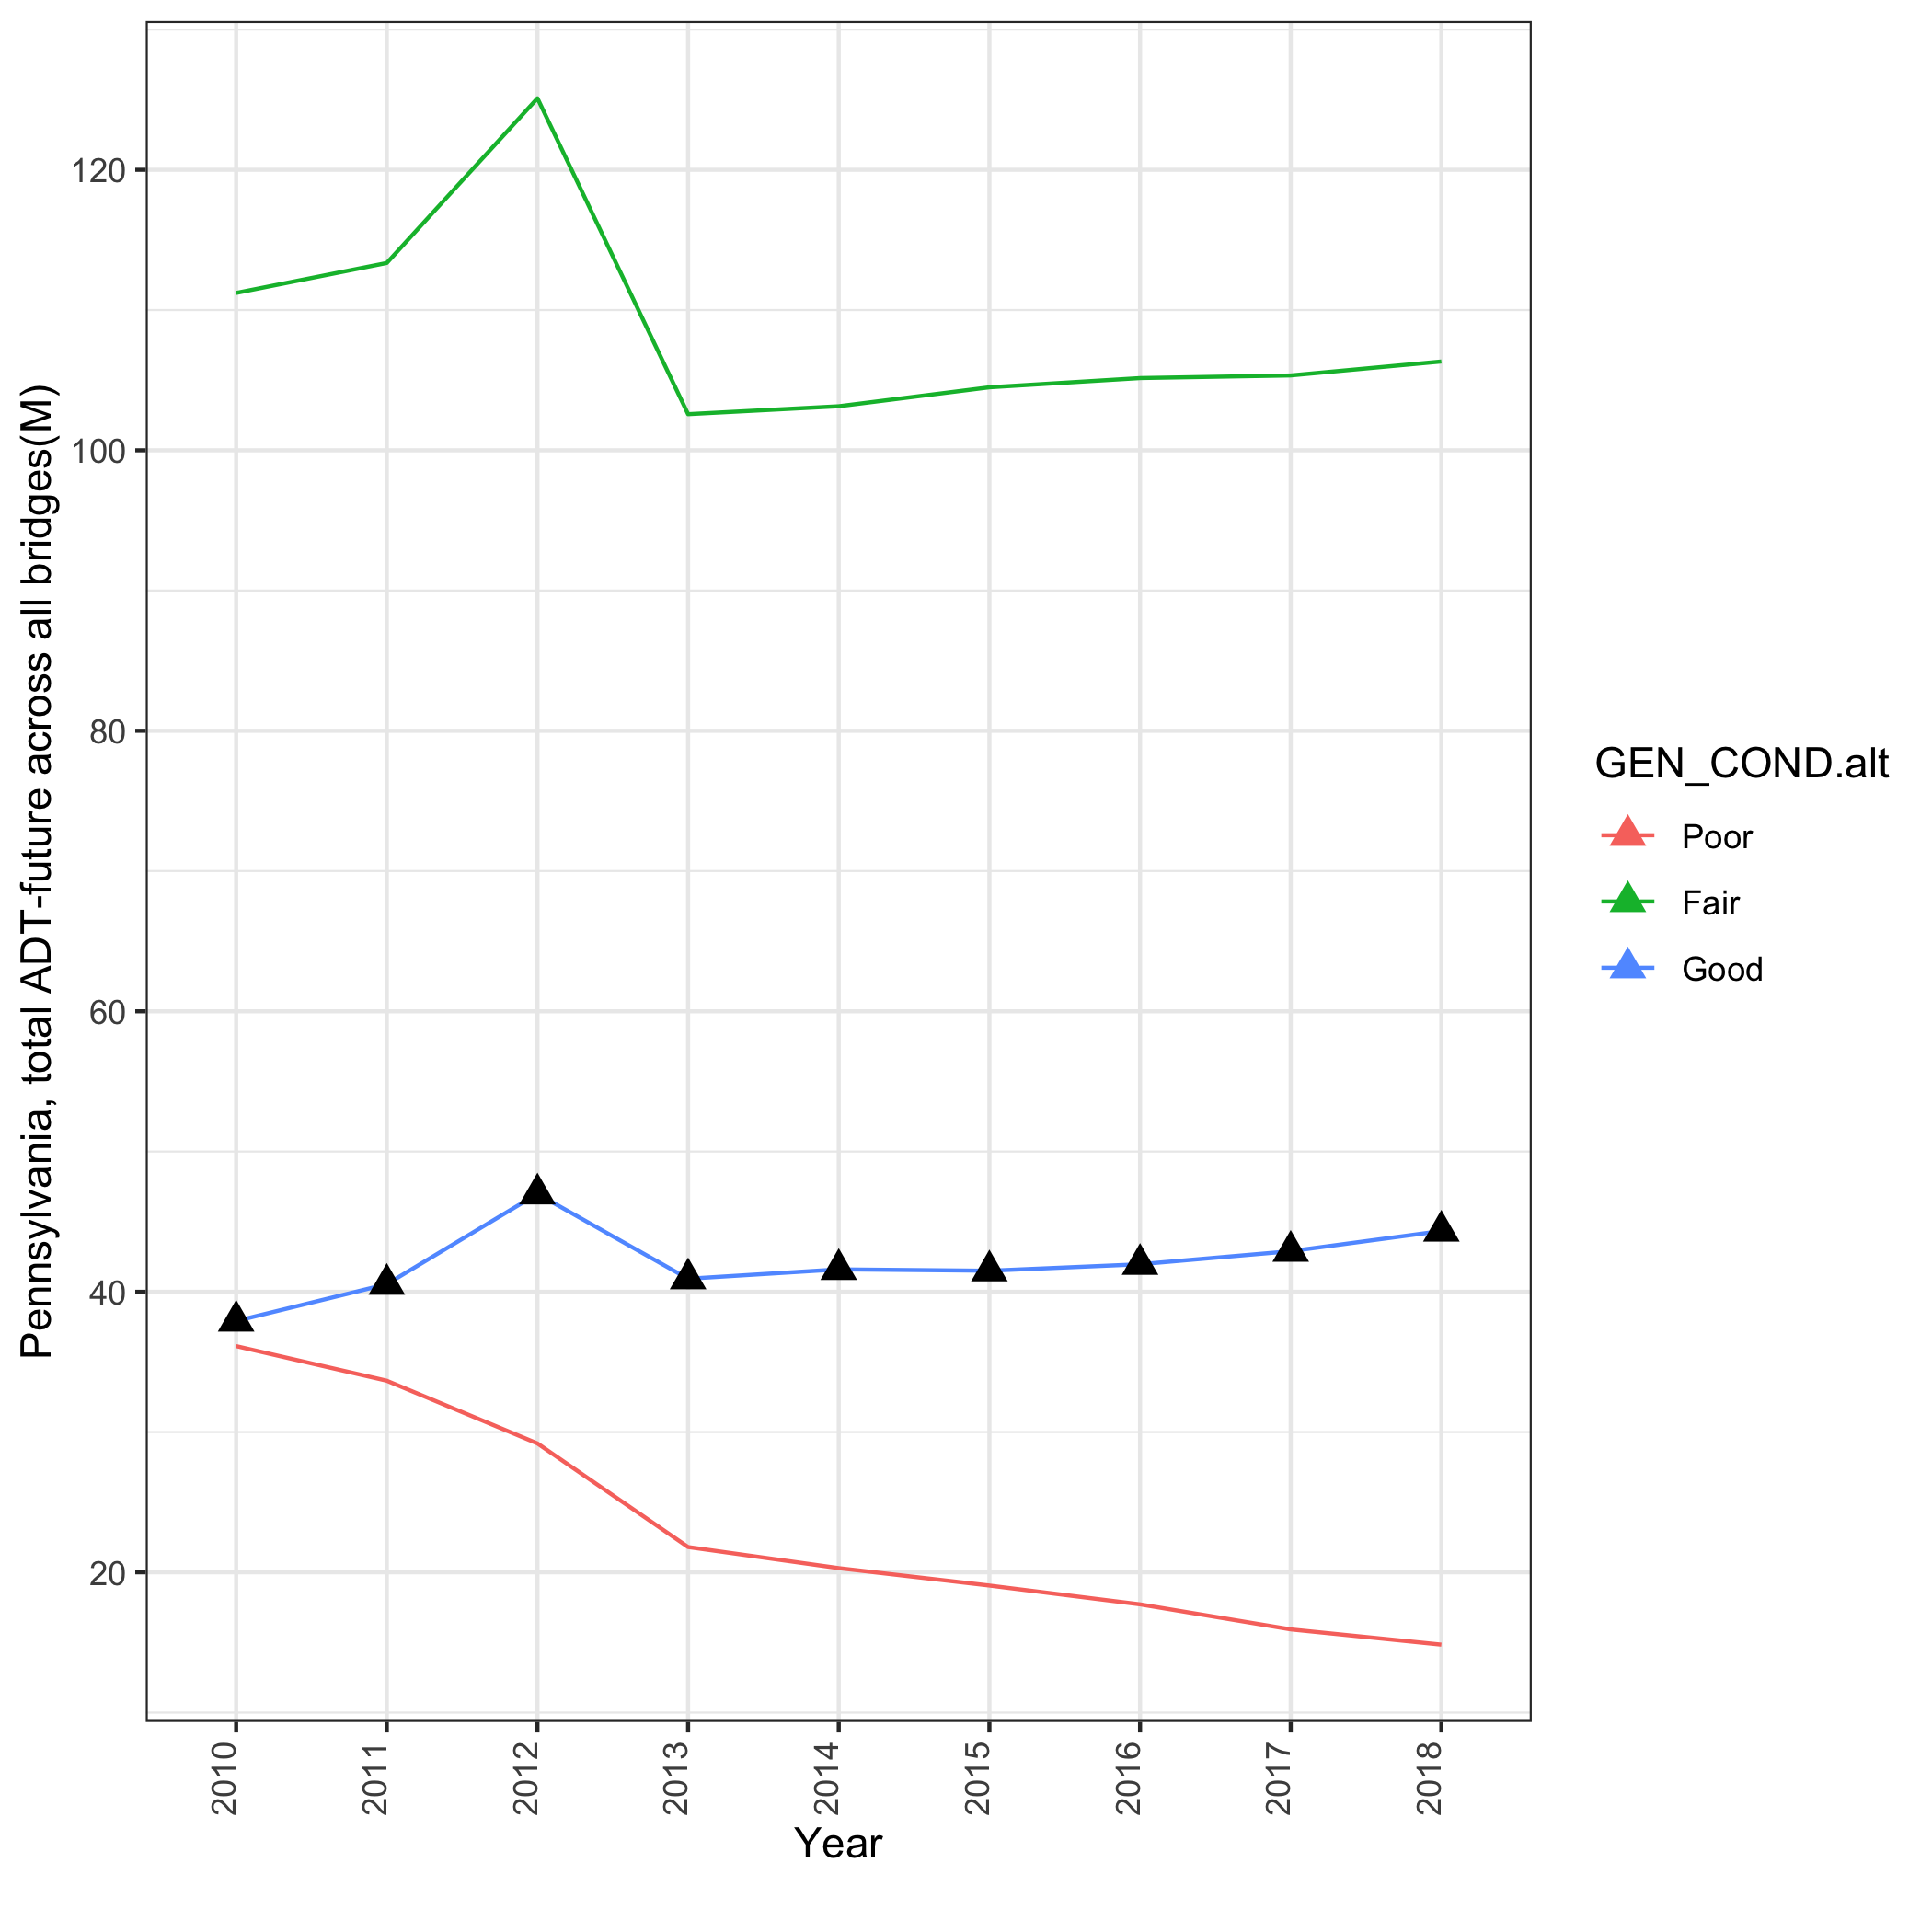 Pennsylvania, total ADT-future across all bridges(M)
120
100
80
60
40
20
2010
2011
2012
2013
2014
2015
2016
2017
2018
Year
GEN_COND.alt
Poor
Fair
Good